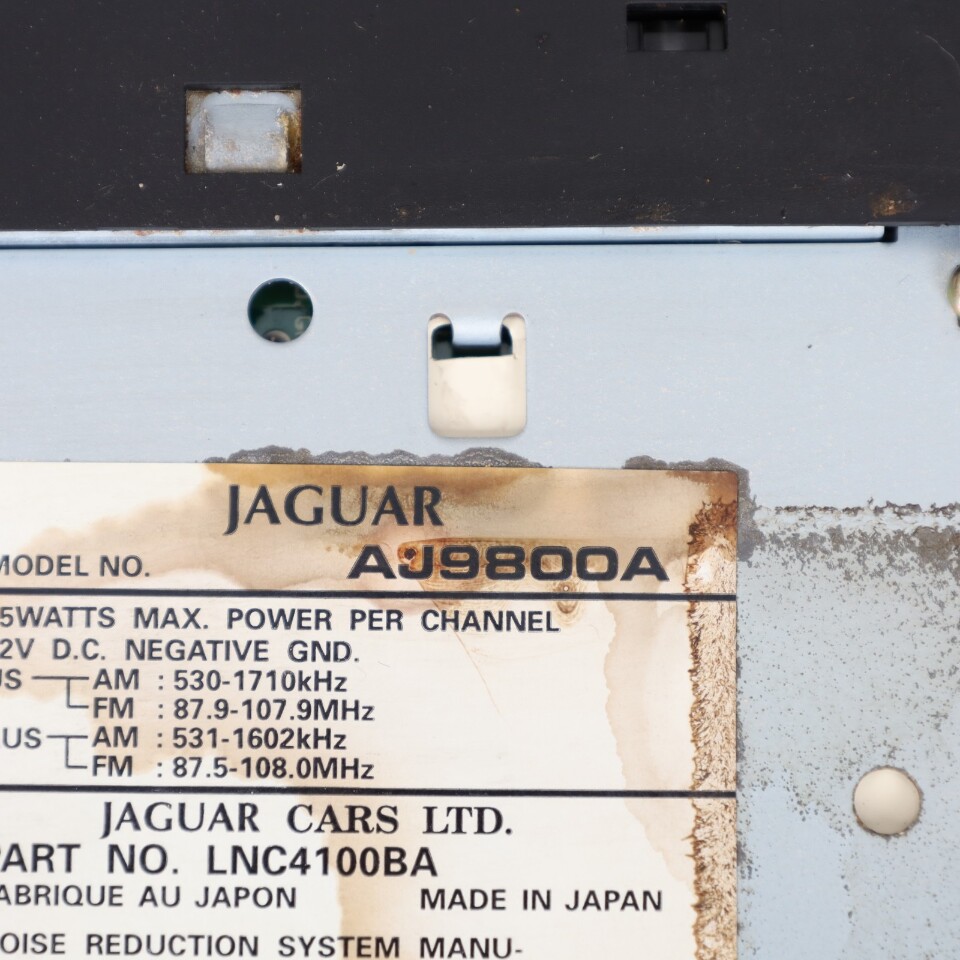 JAGUAR
MODEL NO. AJ9800A
5WATTS MAX. POWER PER CHANNEL
2V D.C. NEGATIVE GND.
US AM : 530-1710kHz
FM : 87.9-107.9MHz
US AM : 531-1602kHz
FM : 87.5-108.0MHz
JAGUAR CARS LTD.
PART NO. LNC4100BA
ABRIQUE AU JAPON MADE IN JAPAN
OISE REDUCTION SYSTEM MANU-